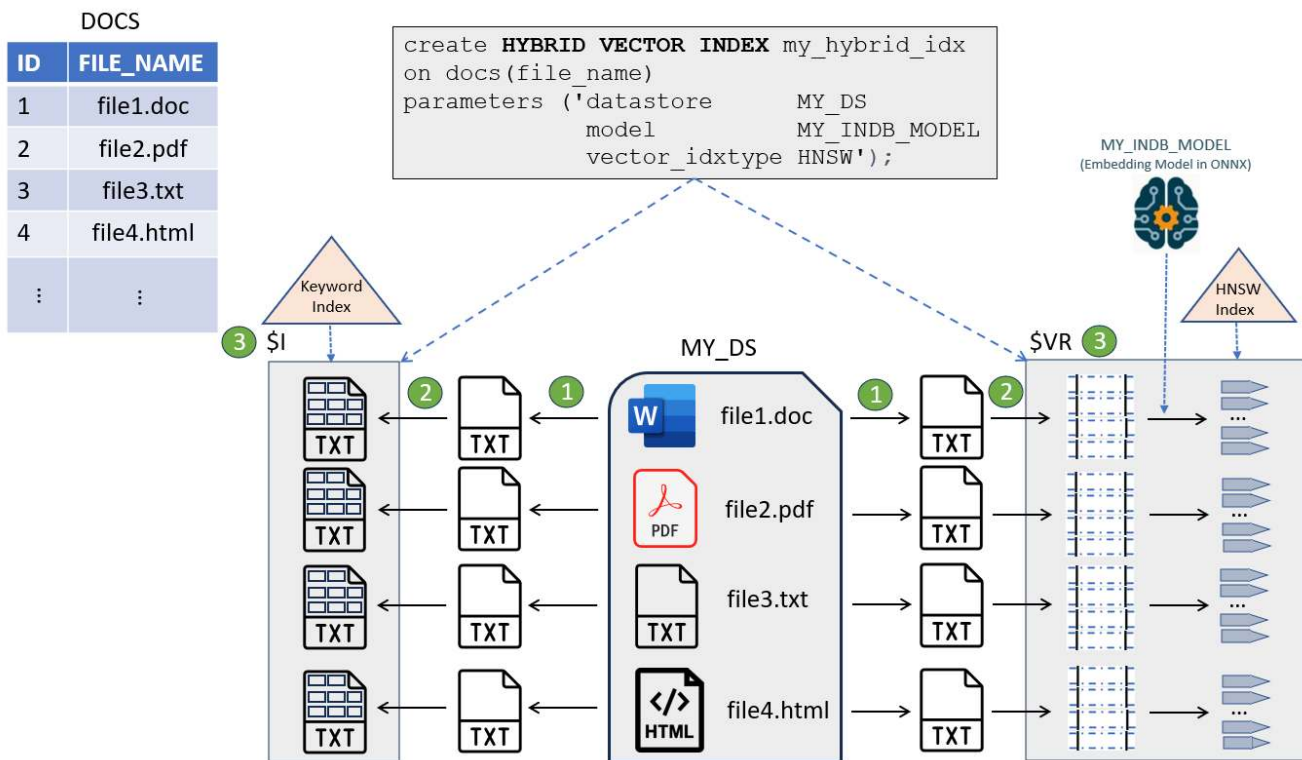 DOCS
ID FILE_NAME
1 file1.doc
2 file2.pdf
3 file3.txt
4 file4.html
⋮ ⋮
create HYBRID VECTOR INDEX my_hybrid_idx
on docs(file_name)
parameters ('datastore MY_DS
model MY_INDB_MODEL
vector_idxtype HNSW');
MY_INDB_MODEL
(Embedding Model in ONNX)
Keyword
Index
HNSW
Index
3 $I
MY_DS
$VR 3
TXT
2
TXT
1
W
file1.doc
1
TXT
2
...
...
TXT
TXT
PDF
file2.pdf
TXT
...
TXT
TXT
TXT
file3.txt
TXT
...
TXT
TXT
</>
HTML
file4.html
TXT
...